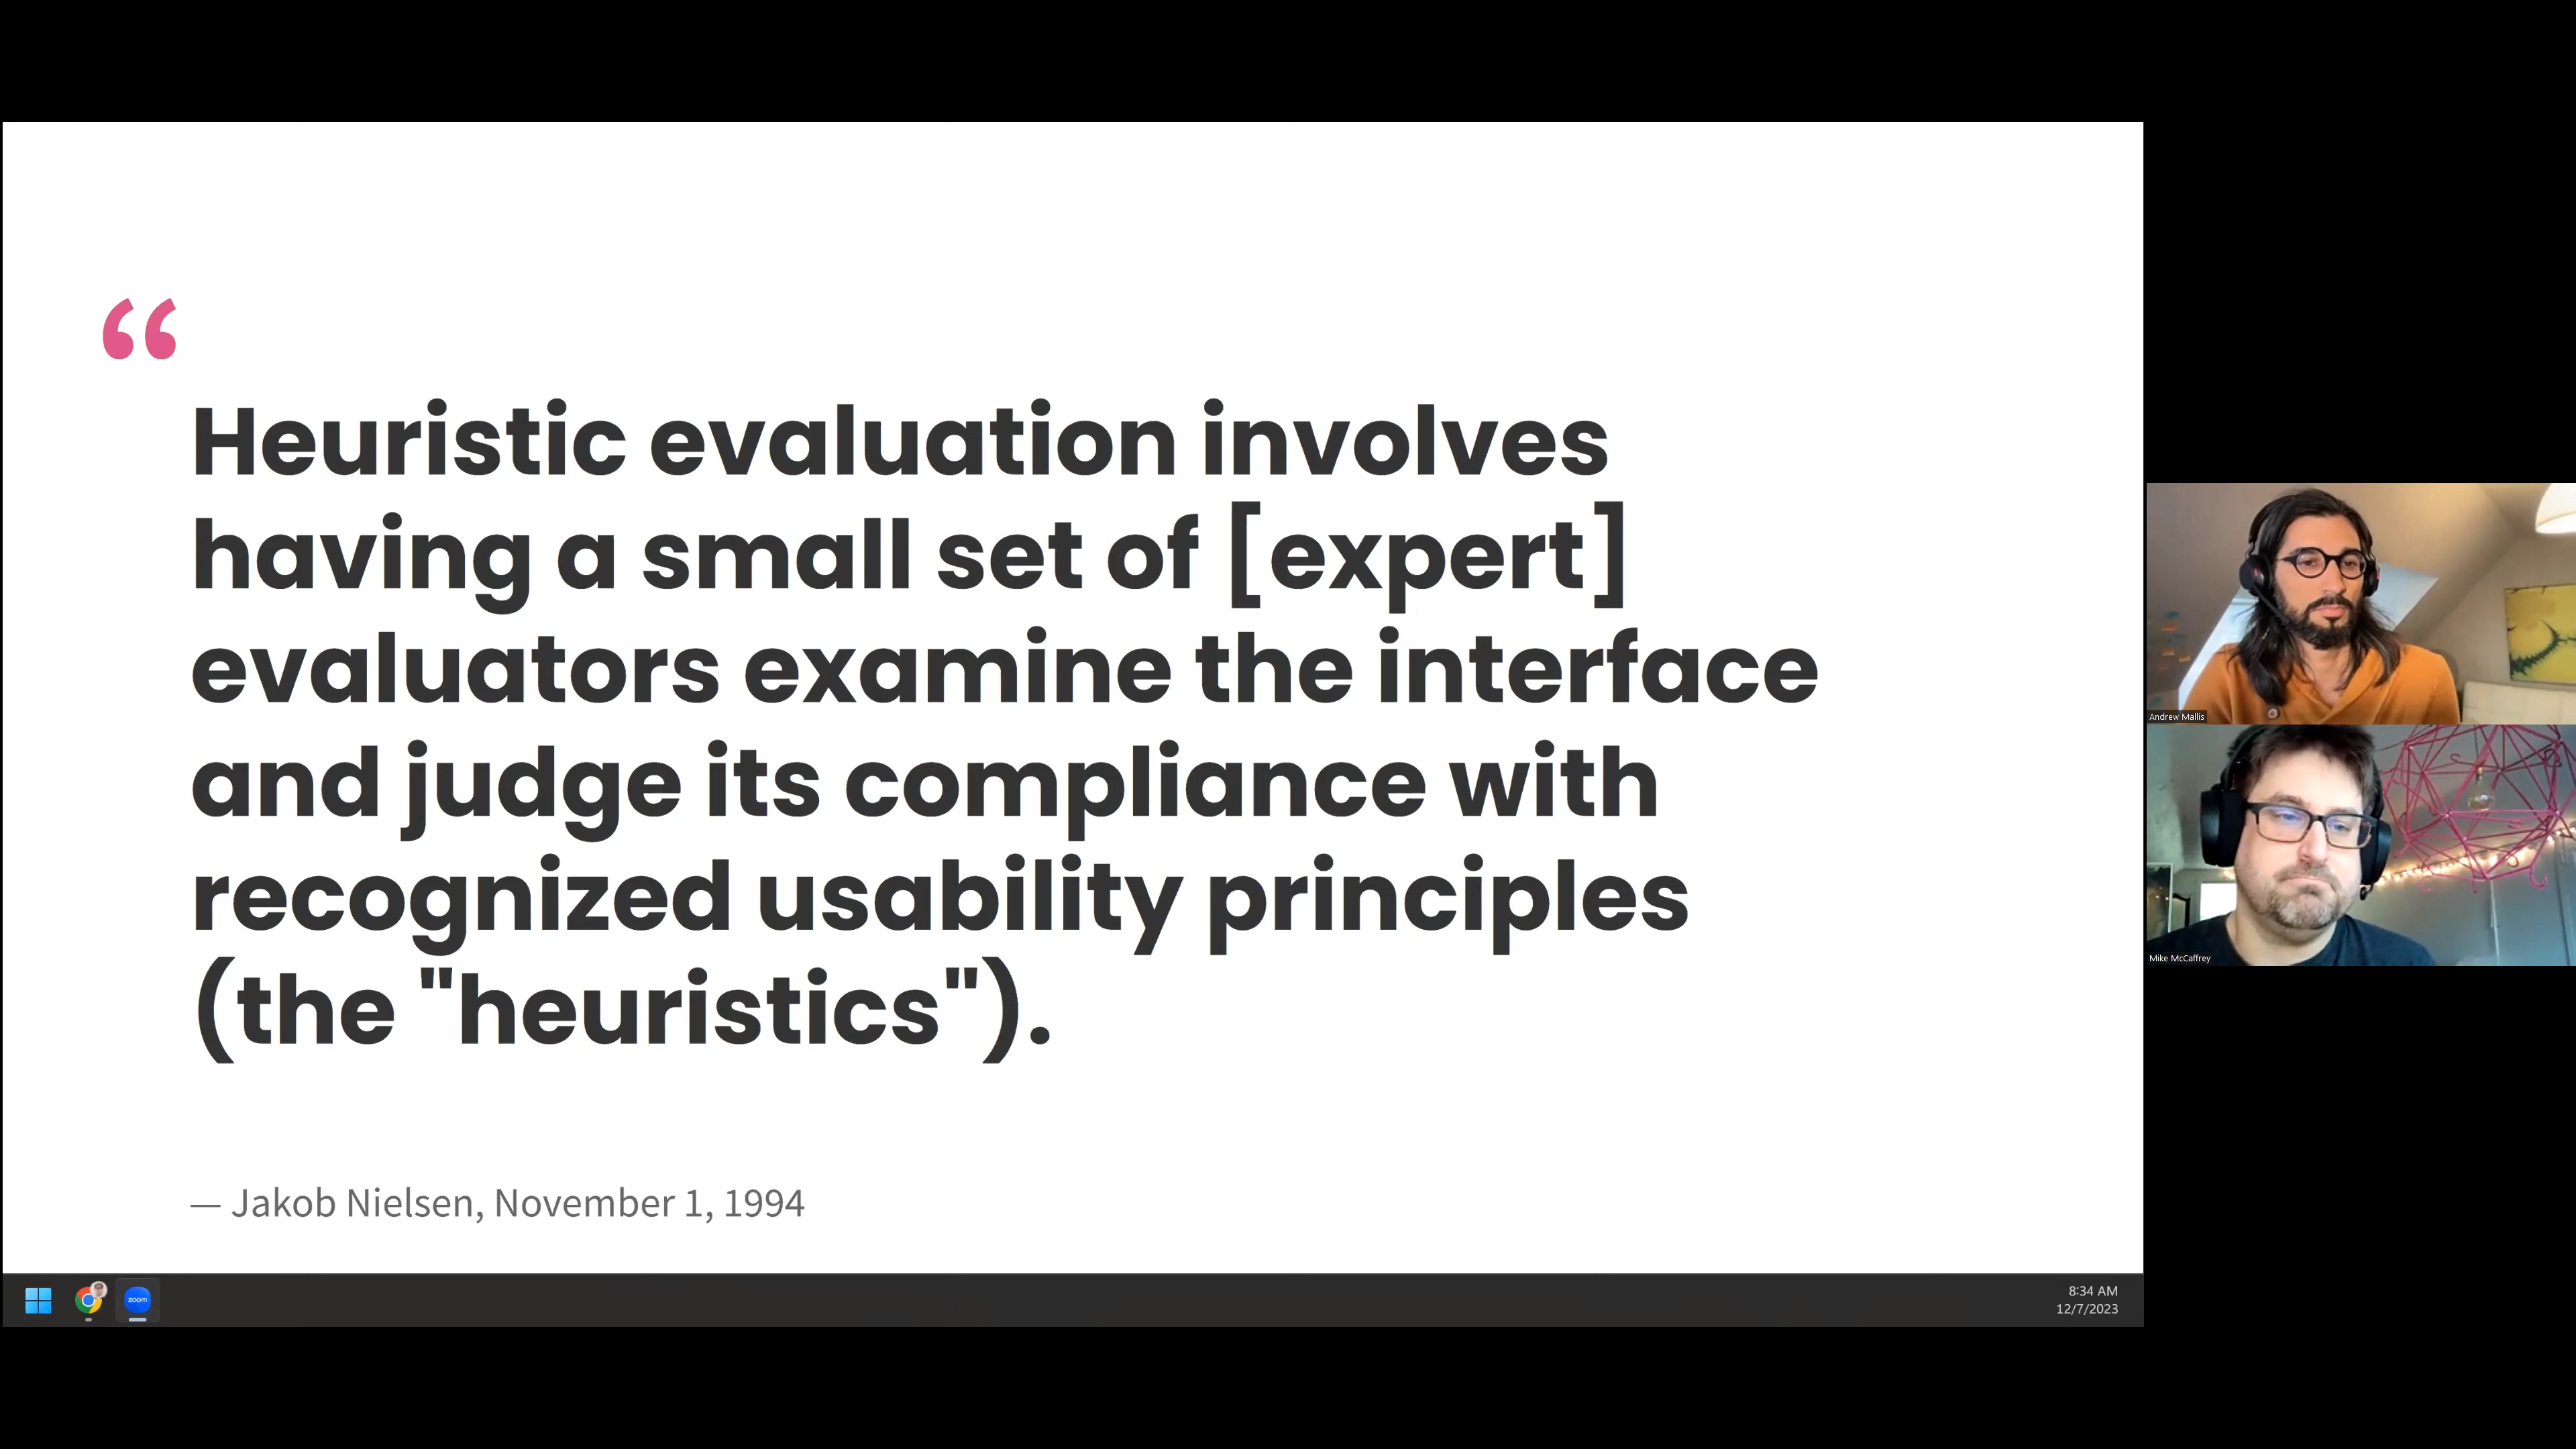 “
Heuristic evaluation involves
having a small set of [expert]
evaluators examine the interface
and judge its compliance with
recognized usability principles
(the "heuristics").
— Jakob Nielsen, November 1, 1994
Andrew Mallis
Mike McCaffrey
zoom
8:34 AM
12/7/2023